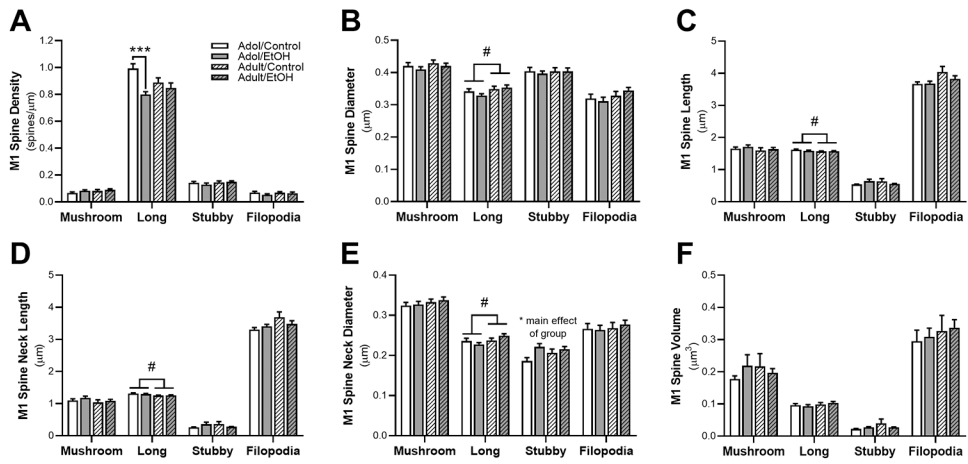 A
M1 Spine Density
(spines/μm)
1.2
1.0
0.8
0.6
0.4
0.2
0.0
***
Adol/Control
Adol/EtOH
Adult/Control
Adult/EtOH
Mushroom Long Stubby Filopodia
B
M1 Spine Diameter
(μm)
0.5
0.4
0.3
0.2
0.1
0.0
#
Mushroom Long Stubby Filopodia
C
M1 Spine Length
(μm)
5
4
3
2
1
0
#
Mushroom Long Stubby Filopodia
D
M1 Spine Neck Length
(μm)
5
4
3
2
1
0
#
Mushroom Long Stubby Filopodia
E
M1 Spine Neck Diameter
(μm)
0.4
0.3
0.2
0.1
0
#
* main effect
of group
Mushroom Long Stubby Filopodia
F
M1 Spine Volume
(μm³)
0.5
0.4
0.3
0.2
0.1
0.0
Mushroom Long Stubby Filopodia